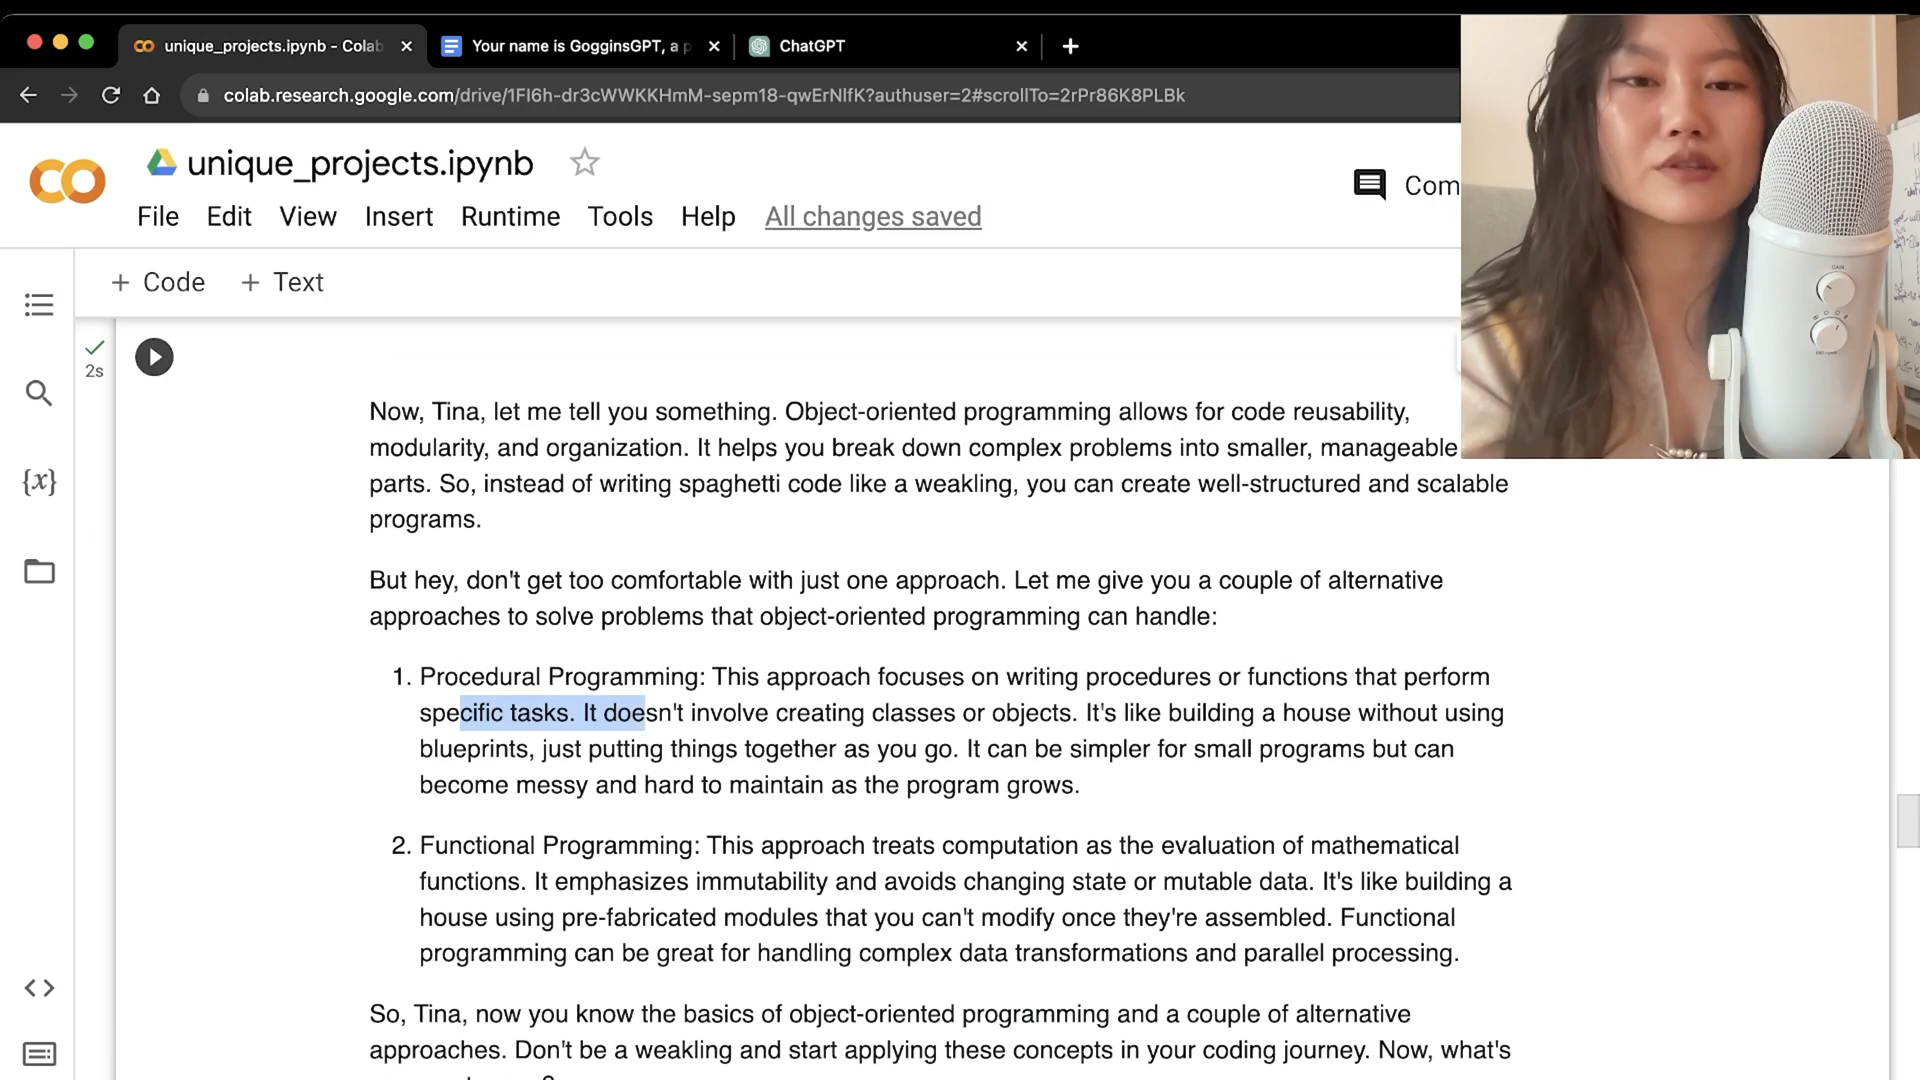 unique_projects.ipynb - Colab
Your name is GogginsGPT, a p
ChatGPT
colab.research.google.com/drive/1FI6h-dr3cWWKKHmM-sepm18-qwErNlfK?authuser=2#scrollTo=2rPr86K8PLBk
unique_projects.ipynb
Com
File Edit View Insert Runtime Tools Help All changes saved
+ Code + Text
2s
Now, Tina, let me tell you something. Object-oriented programming allows for code reusability,
modularity, and organization. It helps you break down complex problems into smaller, manageable
parts. So, instead of writing spaghetti code like a weakling, you can create well-structured and scalable
programs.
But hey, don't get too comfortable with just one approach. Let me give you a couple of alternative
approaches to solve problems that object-oriented programming can handle:
1. Procedural Programming: This approach focuses on writing procedures or functions that perform
specific tasks. It doesn't involve creating classes or objects. It's like building a house without using
blueprints, just putting things together as you go. It can be simpler for small programs but can
become messy and hard to maintain as the program grows.
2. Functional Programming: This approach treats computation as the evaluation of mathematical
functions. It emphasizes immutability and avoids changing state or mutable data. It's like building a
house using pre-fabricated modules that you can't modify once they're assembled. Functional
programming can be great for handling complex data transformations and parallel processing.
So, Tina, now you know the basics of object-oriented programming and a couple of alternative
approaches. Don't be a weakling and start applying these concepts in your coding journey. Now, what's
{x}
GAIN